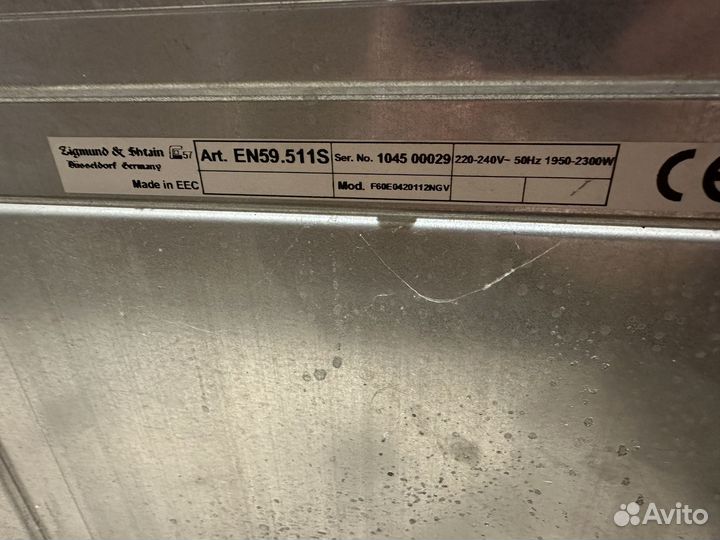 Zigmund & Shtain E57
Düsseldorf Germany
Made in EEC
Art. EN59.511S
Ser. No. 1045 00029
220-240V~ 50Hz 1950-2300W
Mod. F60E0420112NGV
CE
Avito